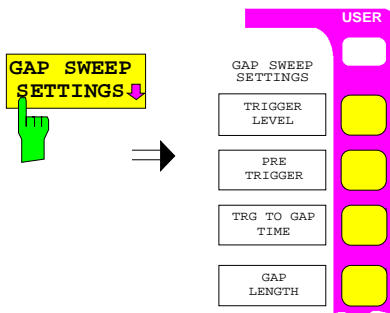 USER
GAP SWEEP
SETTINGS
GAP SWEEP
SETTINGS
TRIGGER
LEVEL
PRE
TRIGGER
TRG TO GAP
TIME
GAP
LENGTH